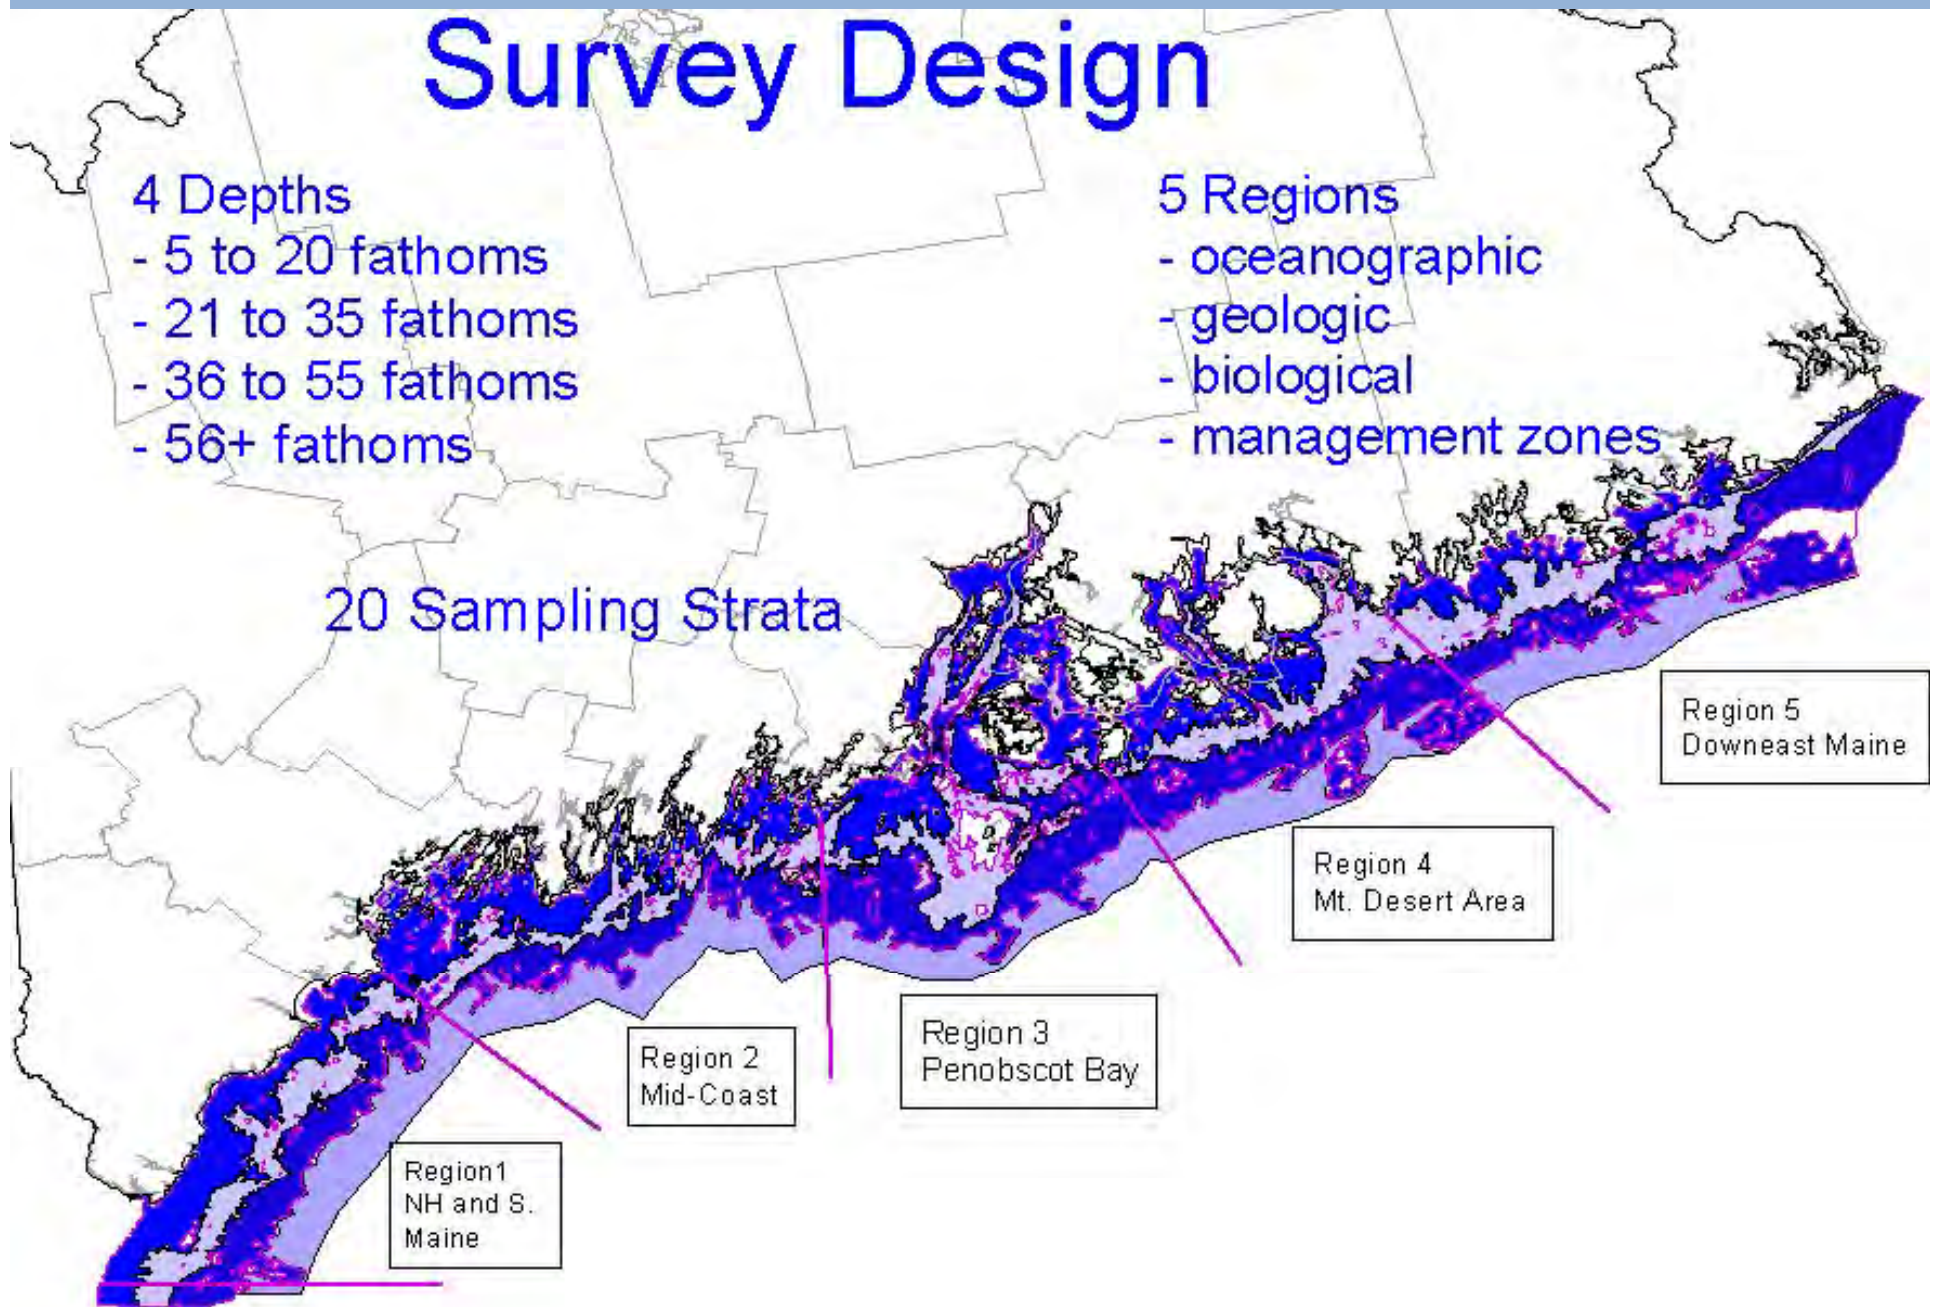 Survey Design
4 Depths
- 5 to 20 fathoms
- 21 to 35 fathoms
- 36 to 55 fathoms
- 56+ fathoms
5 Regions
- oceanographic
- geologic
- biological
- management zones
20 Sampling Strata
Region 5
Downeast Maine
Region 4
Mt. Desert Area
Region 3
Penobscot Bay
Region 2
Mid-Coast
Region1
NH and S.
Maine